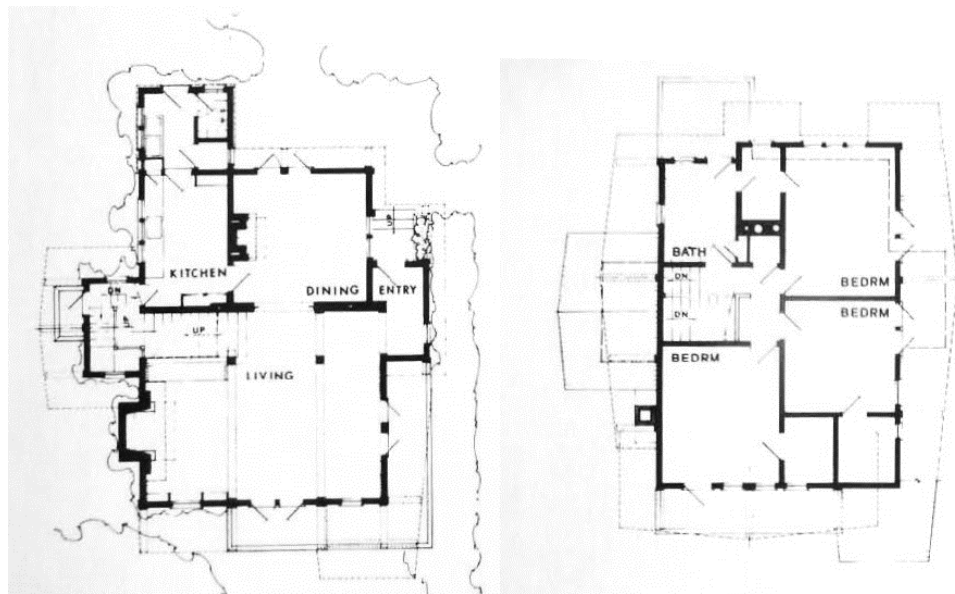 KITCHEN
DINING
ENTRY
DN
UP
LIVING
BATH
DN
DN
BEDRM
BEDRM
BEDRM